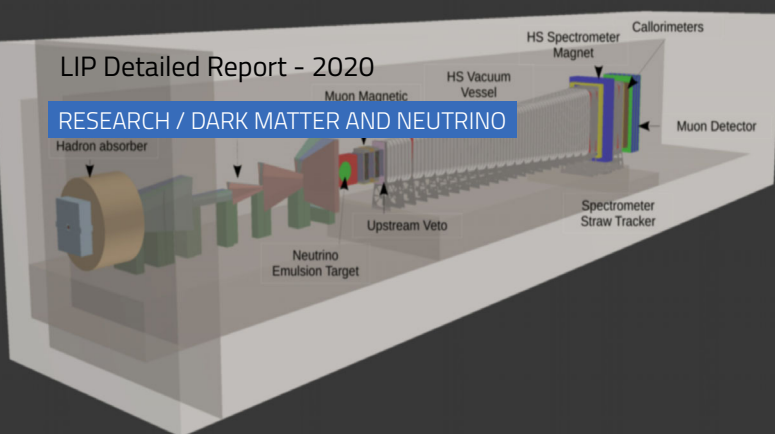 LIP Detailed Report - 2020
RESEARCH / DARK MATTER AND NEUTRINO
Hadron absorber
Muon Magnetic
Neutrino
Emulsion Target
Upstream Veto
HS Vacuum
Vessel
HS Spectrometer
Magnet
Callorimeters
Muon Detector
Spectrometer
Straw Tracker